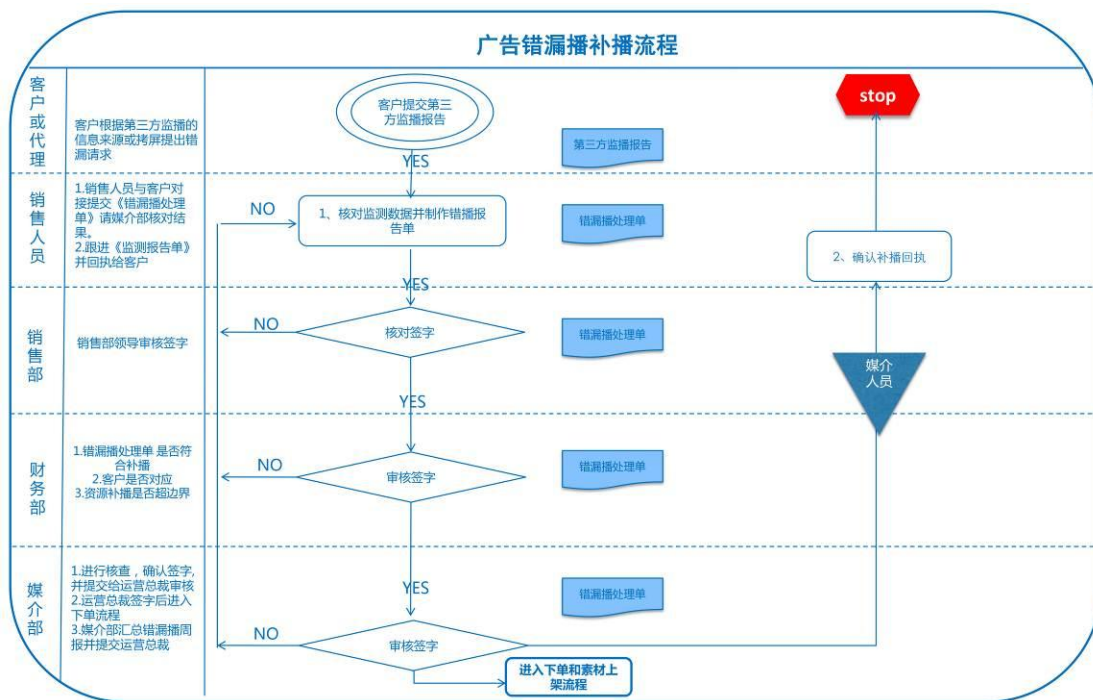 广告错漏播补播流程
客户或代理
客户根据第三方监播的
信息来源或拷屏提出错
漏请求
客户提交第三
方监播报告
第三方监播报告
stop
YES
销售人员
1.销售人员与客户对
接提交《错漏播处理
单》请媒介部核对结
果。
2.跟进《监测报告单》
并回执给客户
NO
1、核对监测数据并制作错播报
告单
错漏播处理单
2、确认补播回执
YES
销售部
销售部领导审核签字
NO
核对签字
错漏播处理单
媒介
人员
YES
财务部
1.错漏播处理单 是否符
合补播
2.客户是否对应
3.资源补播是否超边界
NO
审核签字
错漏播处理单
媒介部
1.进行核查，确认签字,
并提交给运营总裁审核
2.运营总裁签字后进入
下单流程
3.媒介部汇总错漏播周
报并提交运营总裁
YES
错漏播处理单
NO
审核签字
进入下单和素材上
架流程